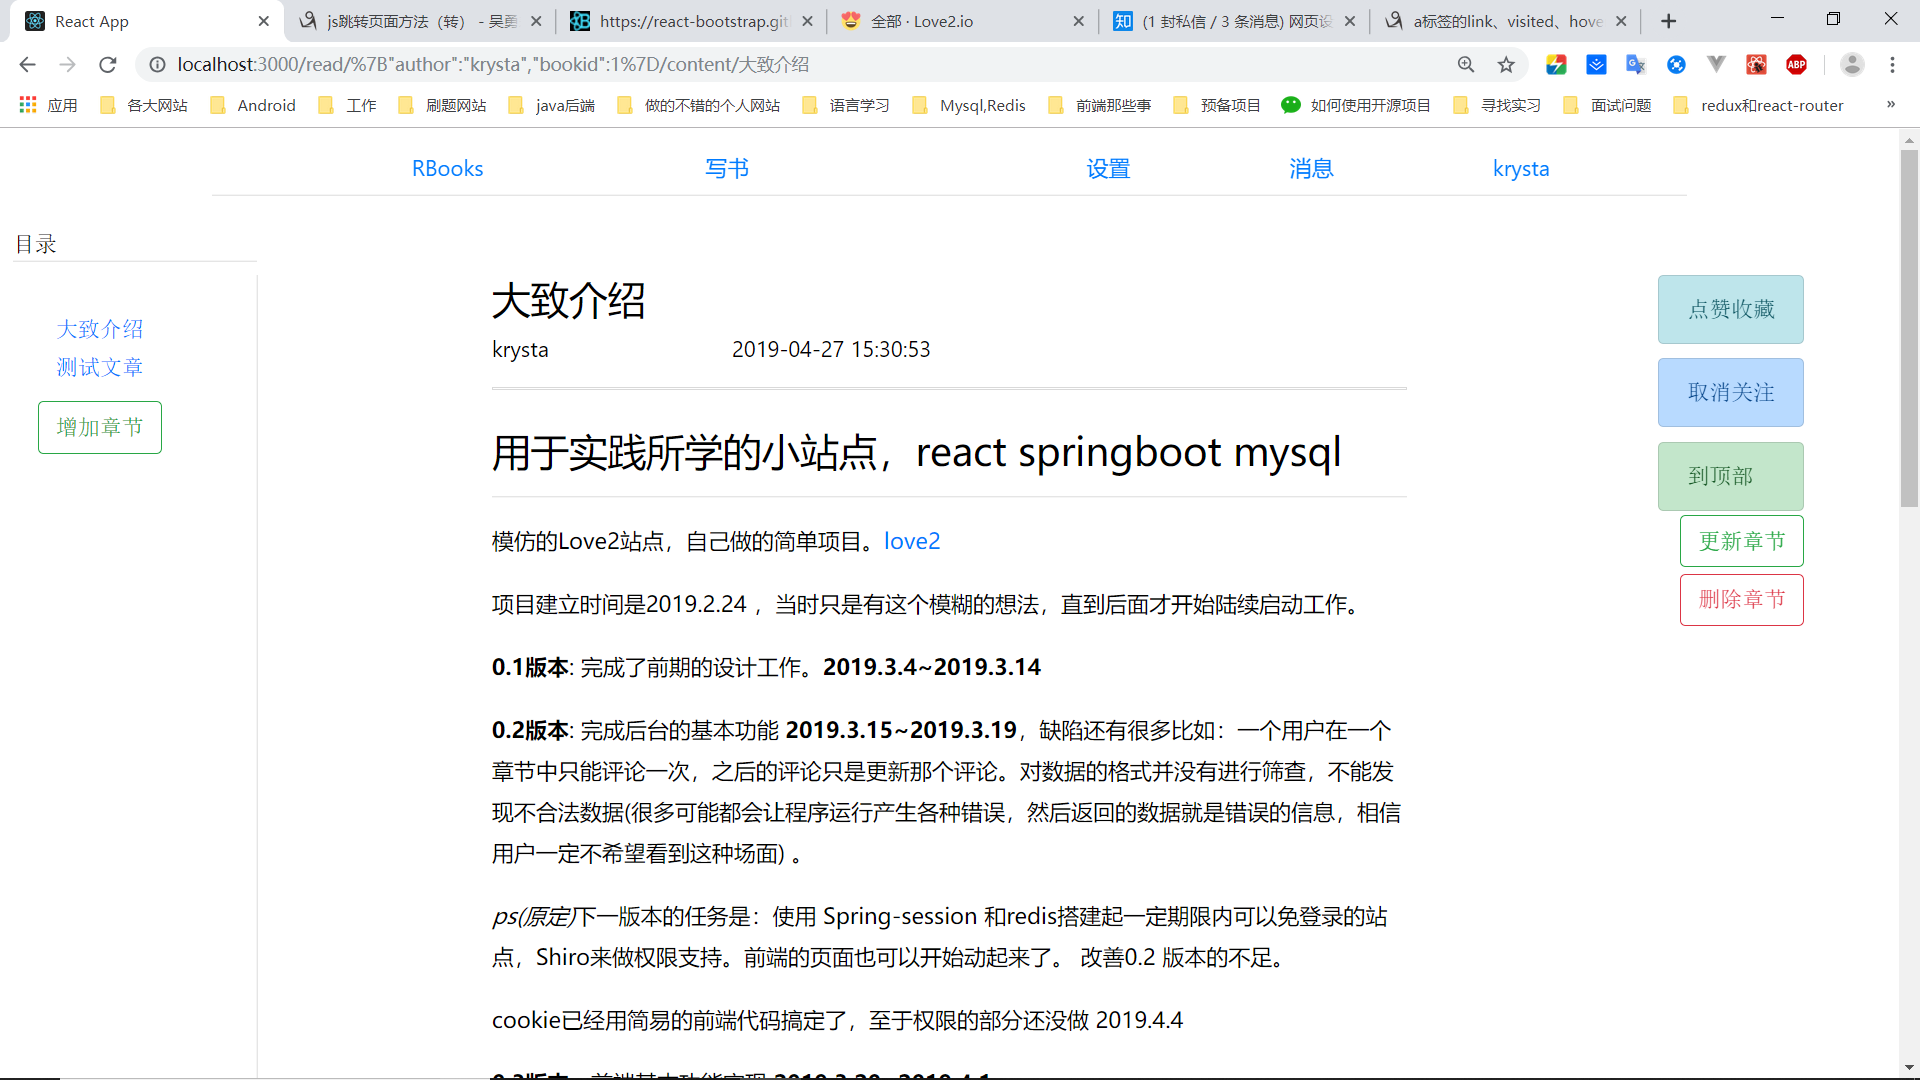 React App
js跳转页面方法（转） - 吴勇
https://react-bootstrap.git
全部 · Love2.io
(1 封私信 / 3 条消息) 网页设
a标签的link、visited、hove
localhost:3000/read/%7B"author":"krysta","bookid":1%7D/content/大致介绍
应用 各大网站 Android 工作 刷题网站 java后端 做的不错的个人网站 语言学习 Mysql,Redis 前端那些事 预备项目 如何使用开源项目 寻找实习 面试问题 redux和react-router »
RBooks 写书 设置 消息 krysta
目录
大致介绍
测试文章
增加章节
大致介绍
krysta 2019-04-27 15:30:53
用于实践所学的小站点，react springboot mysql
模仿的Love2站点，自己做的简单项目。love2
项目建立时间是2019.2.24 ，当时只是有这个模糊的想法，直到后面才开始陆续启动工作。
0.1版本: 完成了前期的设计工作。2019.3.4~2019.3.14
0.2版本: 完成后台的基本功能 2019.3.15~2019.3.19，缺陷还有很多比如：一个用户在一个
章节中只能评论一次，之后的评论只是更新那个评论。对数据的格式并没有进行筛查，不能发
现不合法数据(很多可能都会让程序运行产生各种错误，然后返回的数据就是错误的信息，相信
用户一定不希望看到这种场面) 。
ps(原定)下一版本的任务是：使用 Spring-session 和redis搭建起一定期限内可以免登录的站
点，Shiro来做权限支持。前端的页面也可以开始动起来了。 改善0.2 版本的不足。
cookie已经用简易的前端代码搞定了，至于权限的部分还没做 2019.4.4
点赞收藏
取消关注
到顶部
更新章节
删除章节
知
ABP